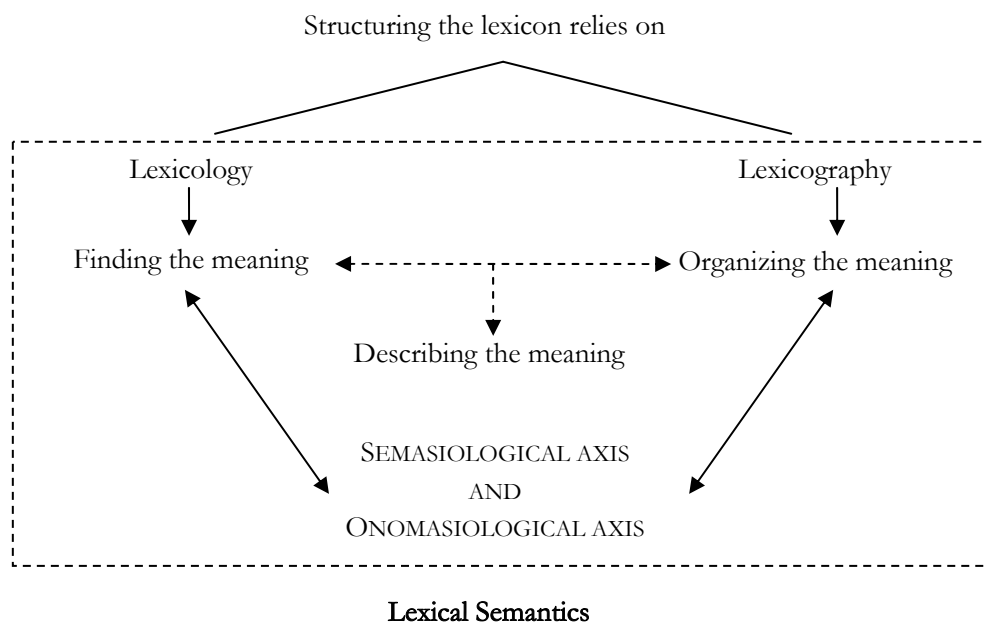 Structuring the lexicon relies on
Lexicology
Lexicography
Finding the meaning
Organizing the meaning
Describing the meaning
SEMASIOLOGICAL AXIS
AND
ONOMASIOLOGICAL AXIS
Lexical Semantics